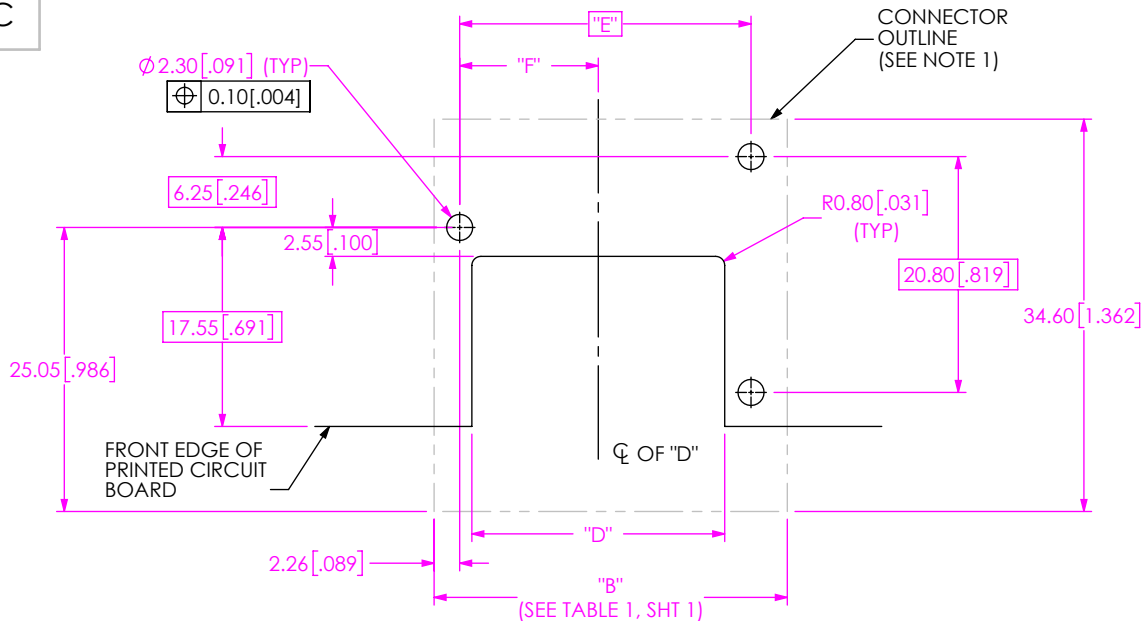 C
"E"
CONNECTOR
OUTLINE
(SEE NOTE 1)
"F"
Ø2.30[.091] (TYP)
⌖ 0.10[.004]
6.25[.246]
R0.80[.031]
(TYP)
2.55[.100]
20.80[.819]
34.60[1.362]
17.55[.691]
25.05[.986]
FRONT EDGE OF
PRINTED CIRCUIT
BOARD
℄ OF "D"
"D"
2.26[.089]
"B"
(SEE TABLE 1, SHT 1)